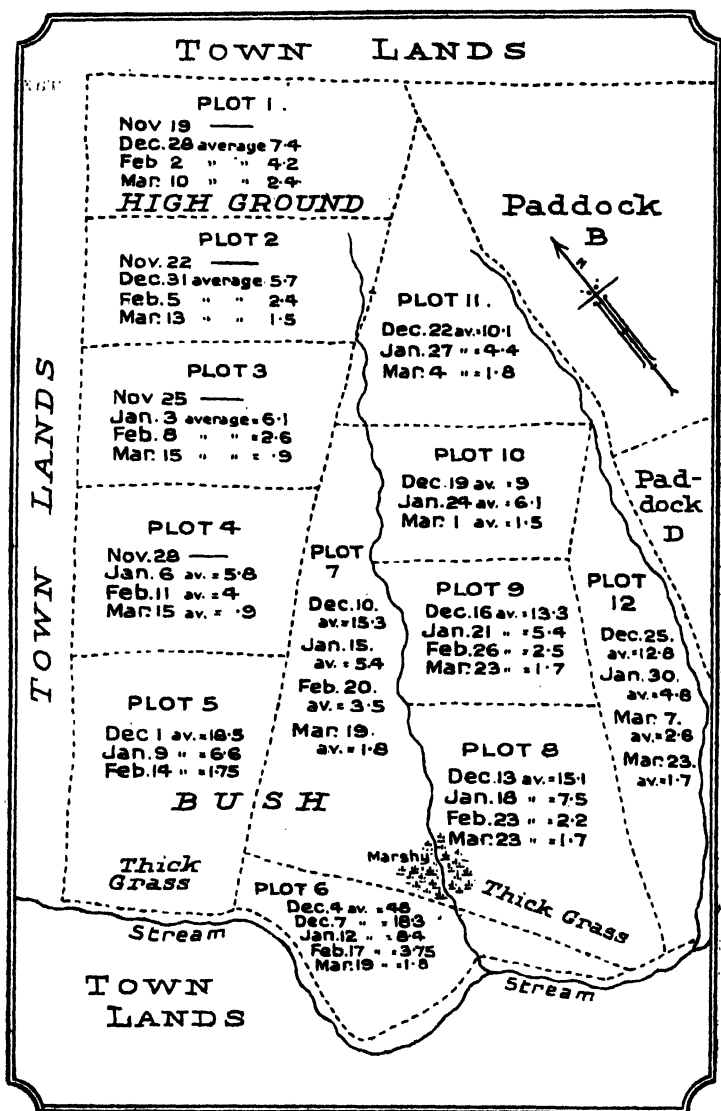 TOWN LANDS
PLOT 1.
Nov 19 —
Dec. 28 average 7·4
Feb 2 " " 4·2
Mar. 10 " " 2·4
HIGH GROUND
PLOT 2
Nov. 22 —
Dec. 31 average 5·7
Feb. 5 " " 2·4
Mar. 13 " " 1·5
PLOT 3
Nov 25 —
Jan. 3 average = 6·1
Feb. 8 " " = 2·6
Mar. 15 " " = ·9
PLOT 4
Nov. 28 —
Jan. 6 av. = 5·8
Feb. 11 av. = 4
Mar. 15 av. = ·9
PLOT 5
Dec 1 av. = 18·5
Jan. 9 " = 6·6
Feb. 14 " = 1·75
BUSH
Thick
Grass
TOWN LANDS
Paddock
B
N
PLOT 11.
Dec. 22 av. = 10·1
Jan. 27 " = 4·4
Mar. 4 " = 1·8
PLOT 10
Dec. 19 av. = 9
Jan. 24 av. = 6·1
Mar. 1 av. = 1·5
Pad-
dock
D
PLOT
7
Dec. 10.
av. = 15·3
Jan. 15.
av. = 5·4
Feb. 20.
av. = 3·5
Mar. 19.
av. = 1·8
PLOT 9
Dec. 16 av. = 13·3
Jan. 21 " = 5·4
Feb. 26 " = 2·5
Mar. 23 " = 1·7
PLOT
12
Dec. 25.
av. = 12·8
Jan. 30.
av. = 4·8
Mar. 7.
av. = 2·6
Mar. 23.
av. = 1·7
PLOT 8
Dec. 13 av. = 15·1
Jan. 18 " = 7·5
Feb. 23 " = 2·2
Mar. 23 " = 1·7
Marshy
Thick Grass
PLOT 6
Dec. 4 av. = 48
Dec. 7 " = 18·3
Jan. 12 " = 8·4
Feb. 17 " = 3·75
Mar. 19 " = 1·8
Stream
Stream
TOWN
LANDS